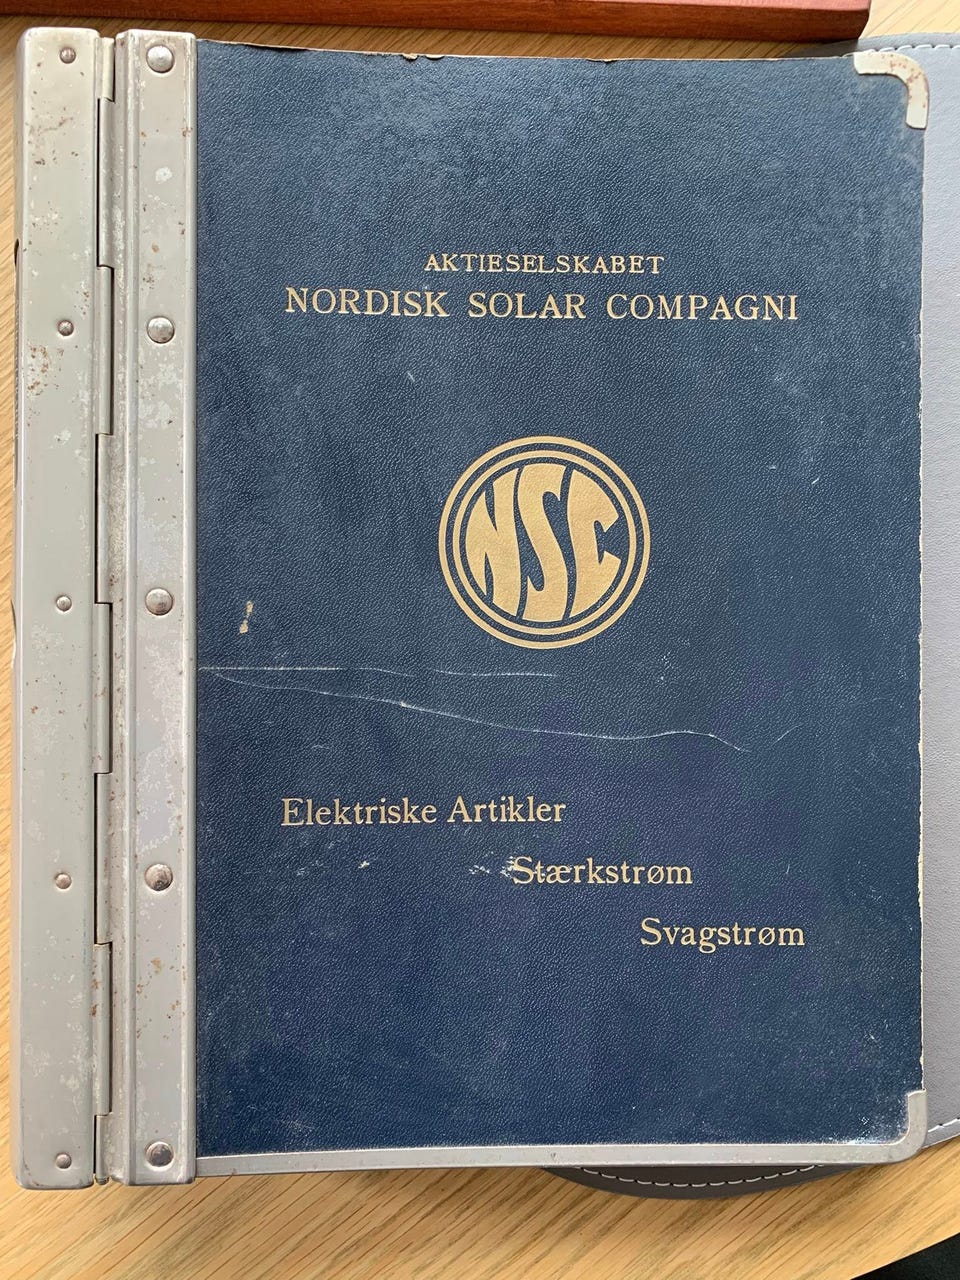 AKTIESELSKABET
NORDISK SOLAR COMPAGNI
NSC
Elektriske Artikler
Stærkstrøm
Svagstrøm